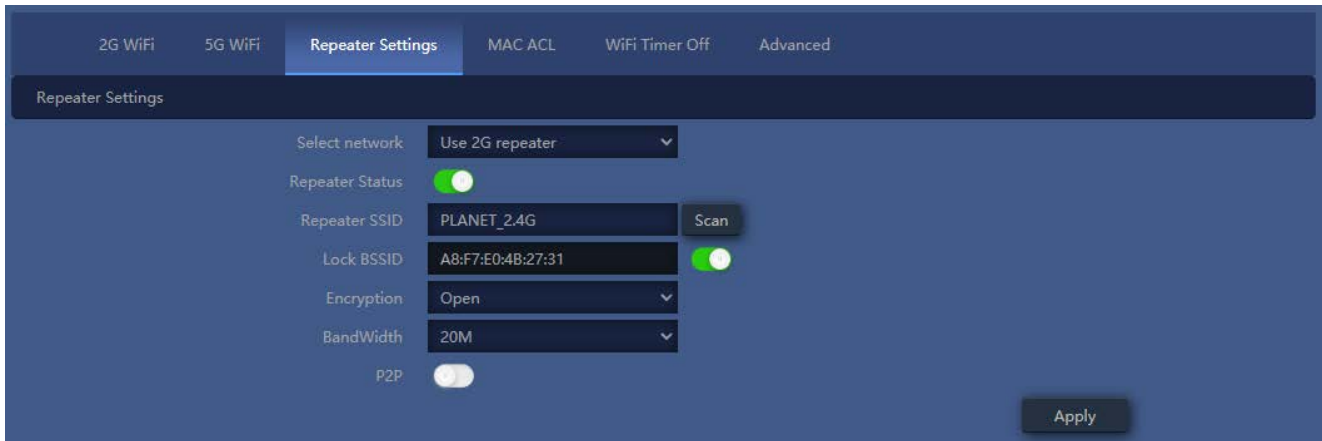 2G WiFi 5G WiFi Repeater Settings MAC ACL WiFi Timer Off Advanced
Repeater Settings
Select network Use 2G repeater
Repeater Status
Repeater SSID PLANET_2.4G Scan
Lock BSSID A8:F7:E0:4B:27:31
Encryption Open
BandWidth 20M
P2P
Apply